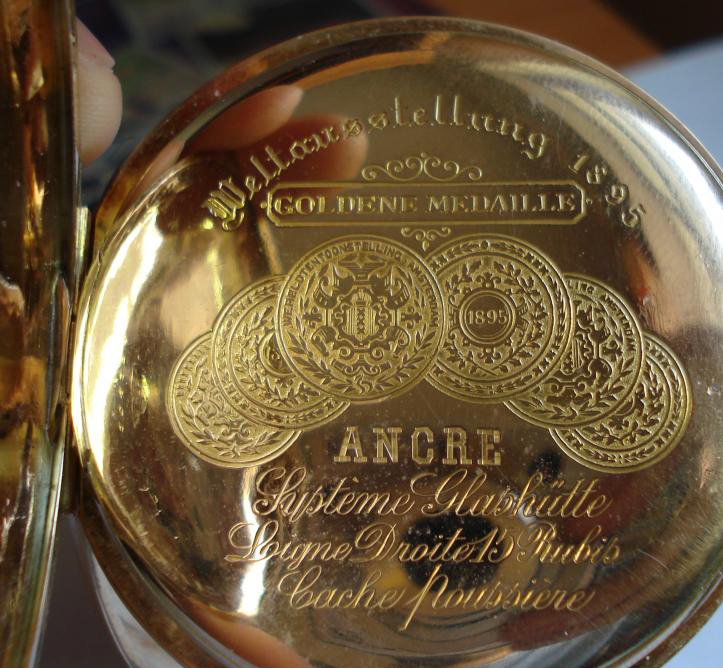 Weltausstellung 1895
GOLDENE MEDAILLE
1895
ANCRE
Système Glashütte
Ligne Droite 15 Rubis
Cache poussière